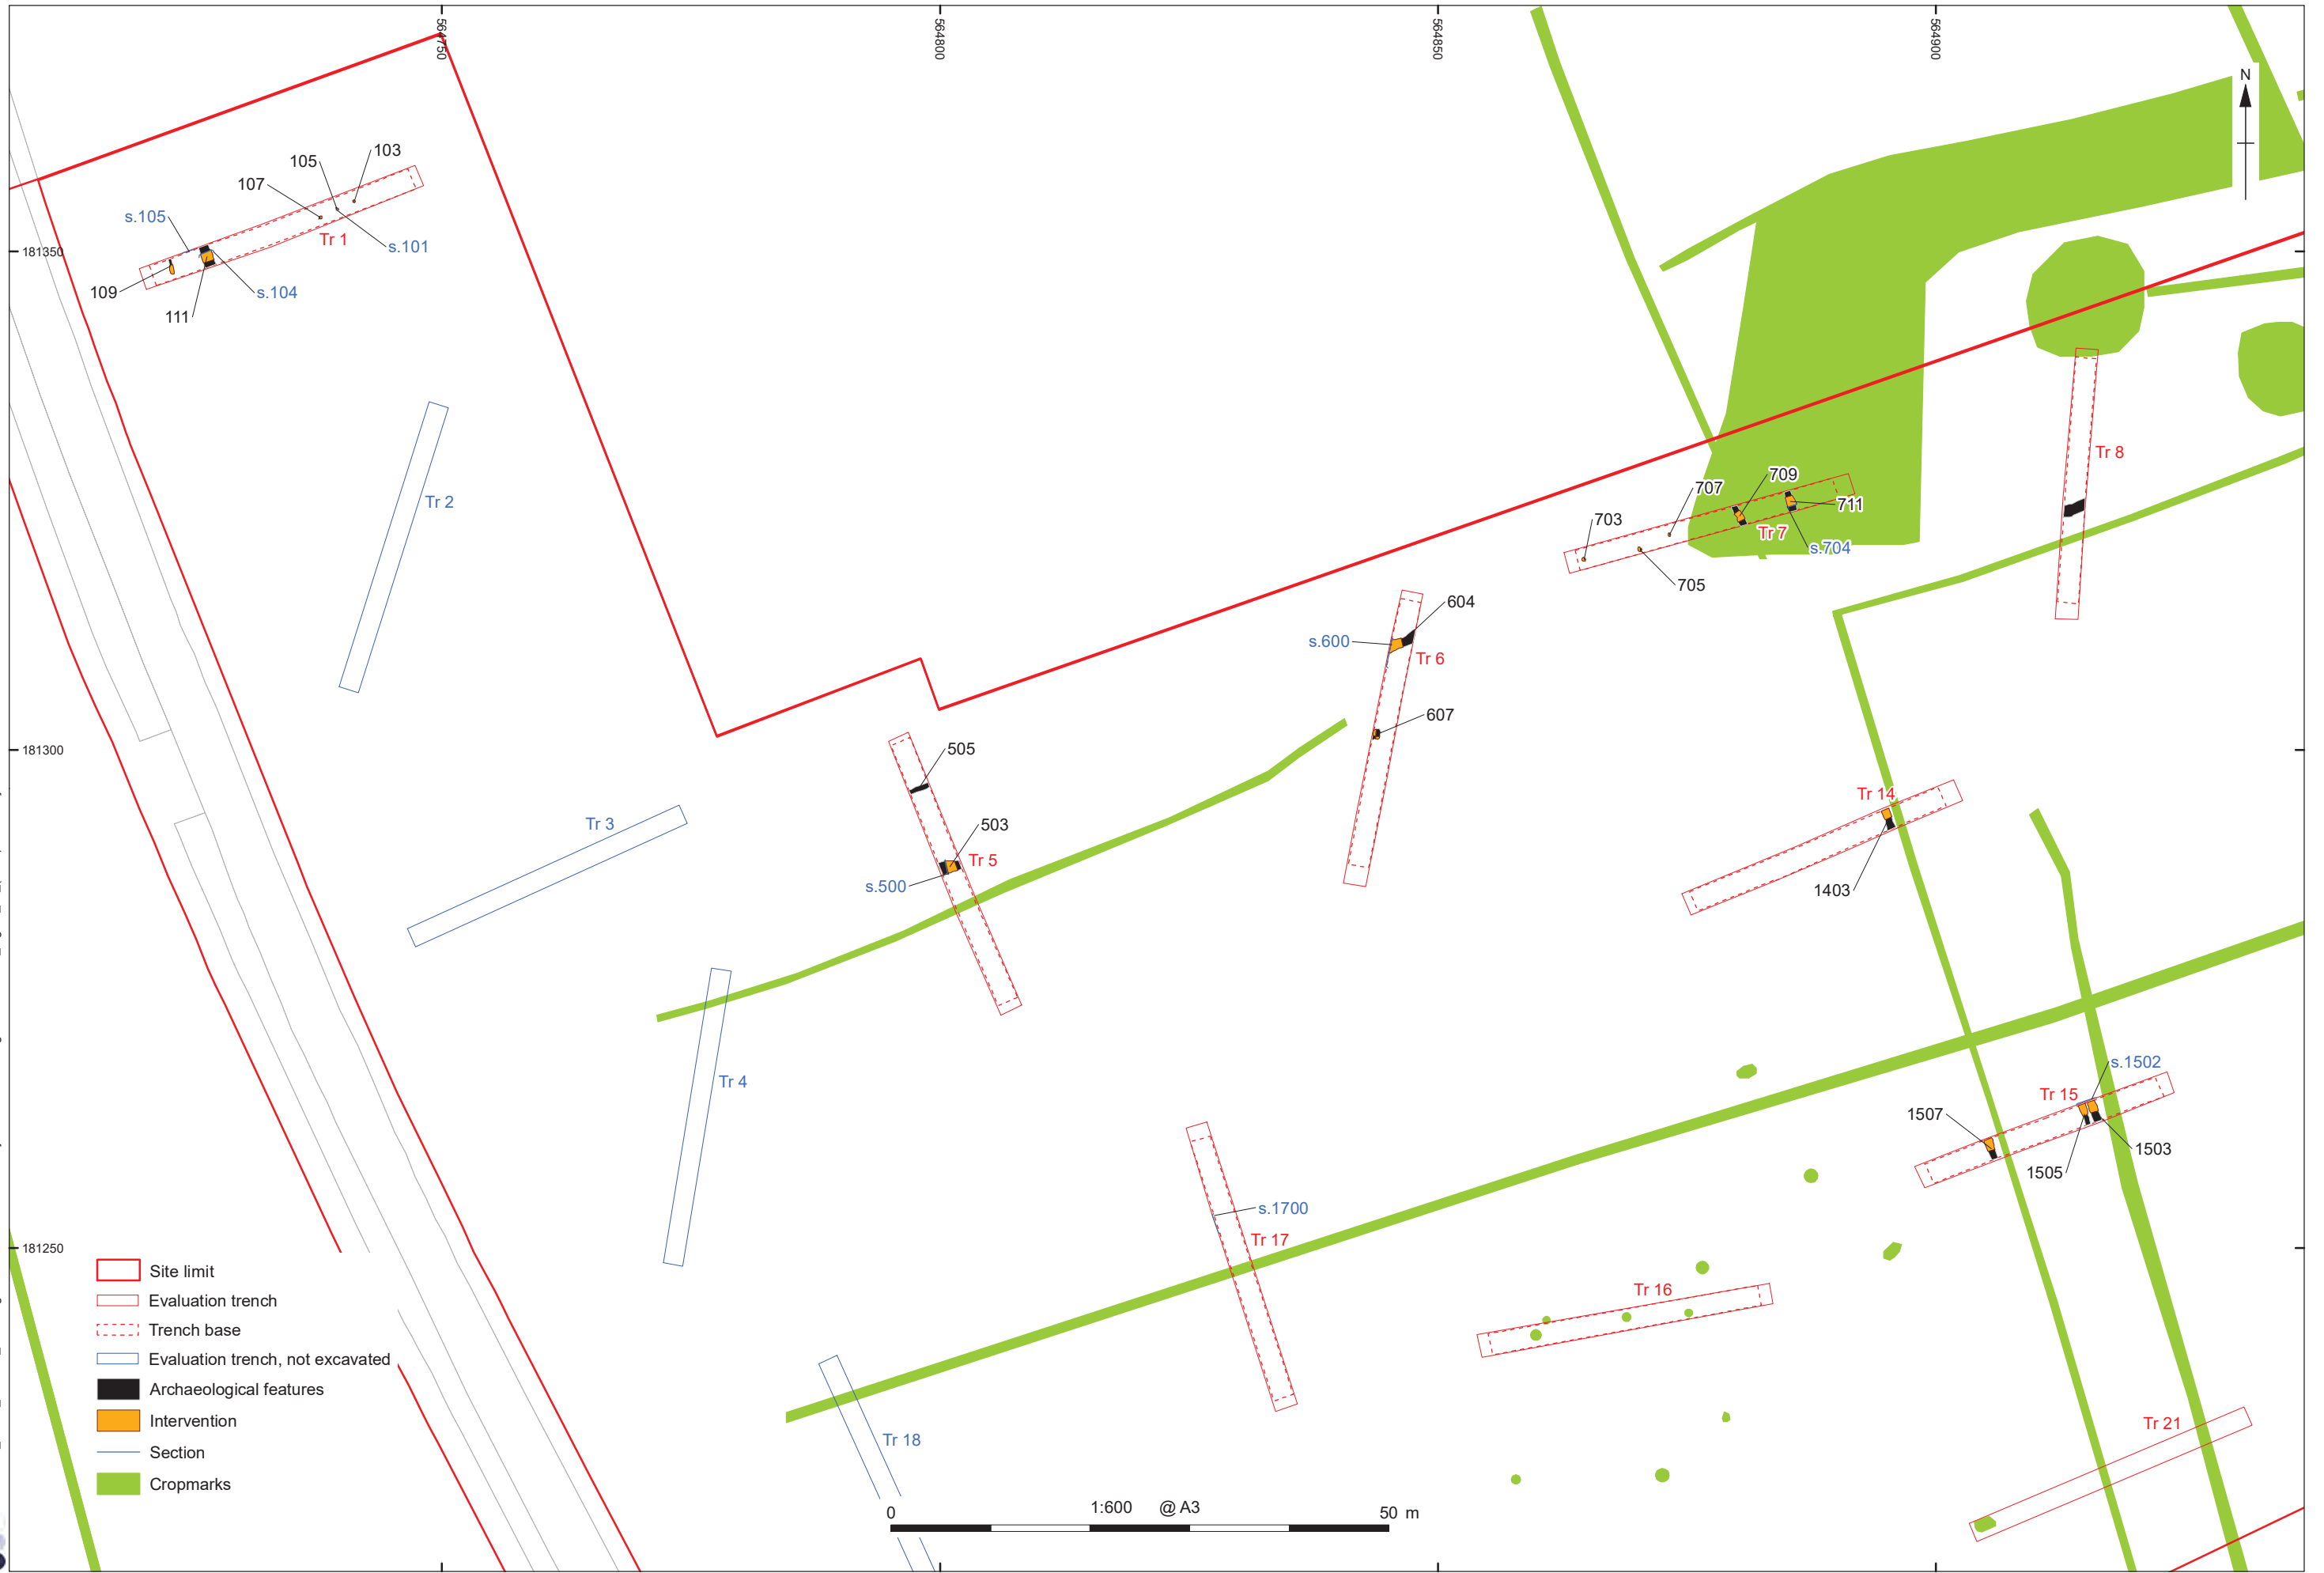 564750
564800
564850
564900
N
181350
181300
181250
103
105
107
s.105
s.101
Tr 1
109
s.104
111
Tr 2
Tr 8
709
707
711
703
Tr 7
s.704
705
604
s.600
Tr 6
607
505
503
Tr 5
s.500
Tr 3
Tr 14
1403
Tr 4
s.1502
Tr 15
1507
1503
1505
s.1700
Tr 17
Tr 16
Tr 18
Tr 21
Site limit
Evaluation trench
Trench base
Evaluation trench, not excavated
Archaeological features
Intervention
Section
Cropmarks
0 1:600 @ A3 50 m